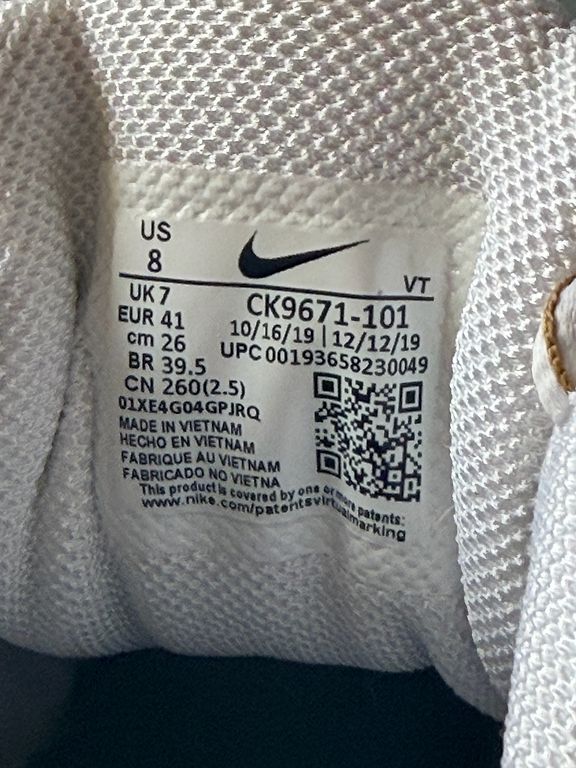 US
8
VT
UK 7
EUR 41
cm 26
BR 39.5
CN 260(2.5)
CK9671-101
10/16/19 | 12/12/19
UPC 00193658230049
01XE4G04GPJRQ
MADE IN VIETNAM
HECHO EN VIETNAM
FABRIQUE AU VIETNAM
FABRICADO NO VIETNA
This product is covered by one or more patents:
www.nike.com/patentsvirtualmarking